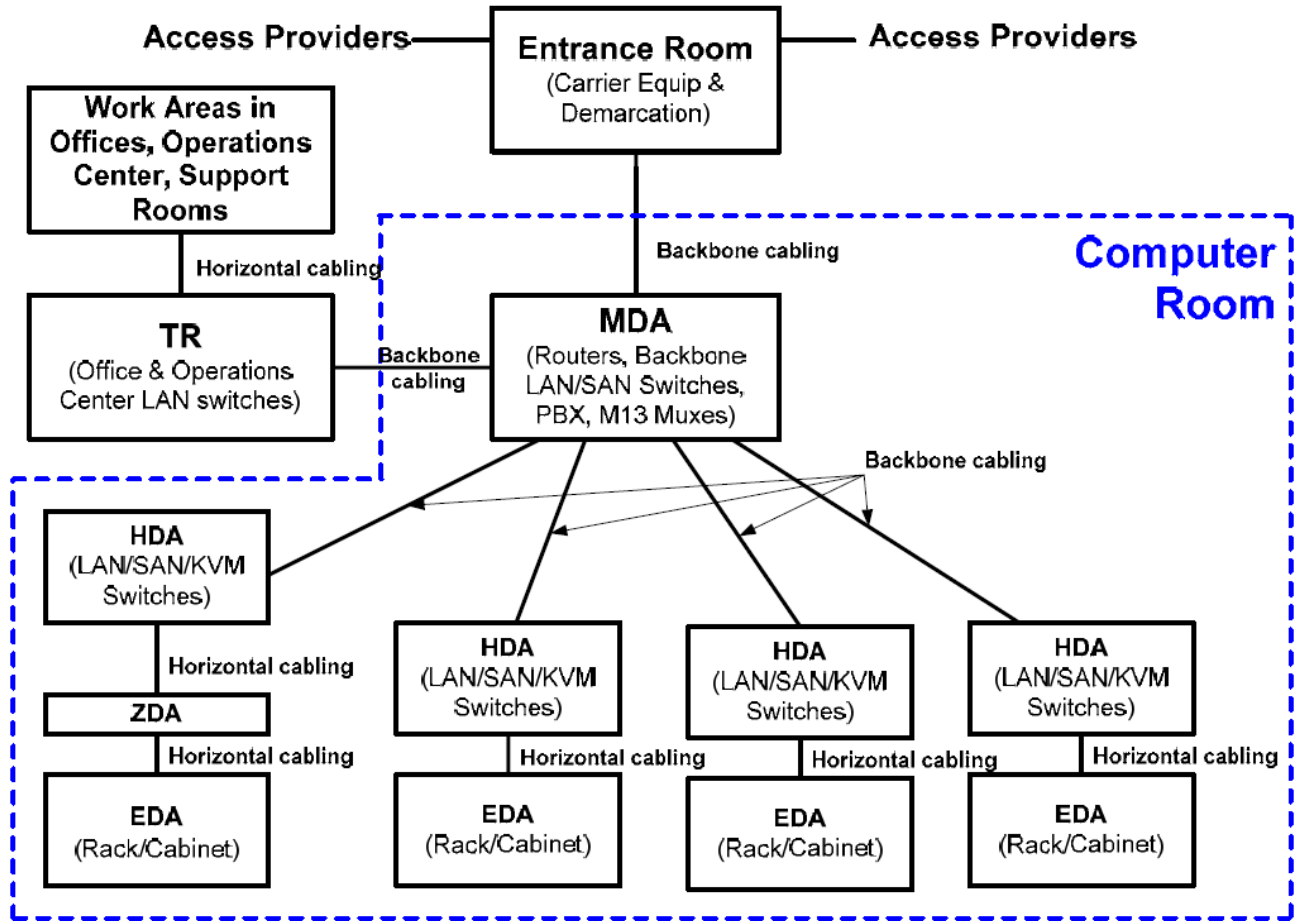 Access Providers
Entrance Room
(Carrier Equip &
Demarcation)
Access Providers
Work Areas in
Offices, Operations
Center, Support
Rooms
Horizontal cabling
Backbone cabling
Computer
Room
TR
(Office & Operations
Center LAN switches)
Backbone
cabling
MDA
(Routers, Backbone
LAN/SAN Switches,
PBX, M13 Muxes)
Backbone cabling
HDA
(LAN/SAN/KVM
Switches)
Horizontal cabling
ZDA
Horizontal cabling
EDA
(Rack/Cabinet)
HDA
(LAN/SAN/KVM
Switches)
Horizontal cabling
EDA
(Rack/Cabinet)
HDA
(LAN/SAN/KVM
Switches)
Horizontal cabling
EDA
(Rack/Cabinet)
HDA
(LAN/SAN/KVM
Switches)
Horizontal cabling
EDA
(Rack/Cabinet)